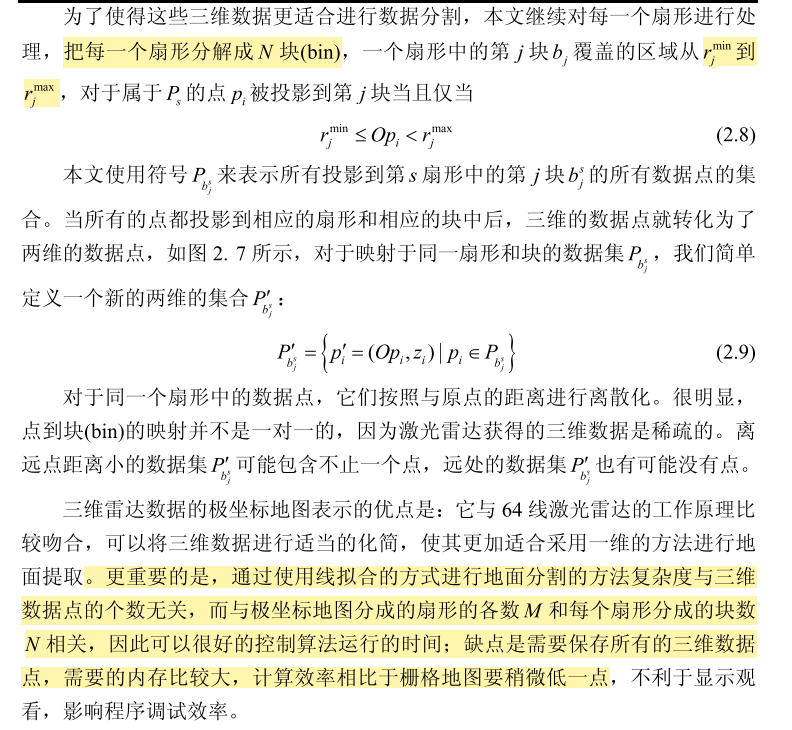 为了使得这些三维数据更适合进行数据分割，本文继续对每一个扇形进行处
理，把每一个扇形分解成 N 块(bin)，一个扇形中的第 j 块 b_j 覆盖的区域从 r_j^min 到
r_j^max，对于属于 P_s 的点 p_i 被投影到第 j 块当且仅当
r_j^min ≤ Op_i < r_j^max (2.8)
本文使用符号 P_{b_j^s} 来表示所有投影到第 s 扇形中的第 j 块 b_j^s 的所有数据点的集
合。当所有的点都投影到相应的扇形和相应的块中后，三维的数据点就转化为了
两维的数据点，如图 2. 7 所示，对于映射于同一扇形和块的数据集 P_{b_j^s}，我们简单
定义一个新的两维的集合 P'_{b_j^s}：
P'_{b_j^s} = {p_i' = (Op_i, z_i) | p_i ∈ P_{b_j^s}} (2.9)
对于同一个扇形中的数据点，它们按照与原点的距离进行离散化。很明显，
点到块(bin)的映射并不是一对一的，因为激光雷达获得的三维数据是稀疏的。离
远点距离小的数据集 P'_{b_j^s} 可能包含不止一个点，远处的数据集 P'_{b_j^s} 也有可能没有点。
三维雷达数据的极坐标地图表示的优点是：它与 64 线激光雷达的工作原理比
较吻合，可以将三维数据进行适当的化简，使其更加适合采用一维的方法进行地
面提取。更重要的是，通过使用线拟合的方式进行地面分割的方法复杂度与三维
数据点的个数无关，而与极坐标地图分成的扇形的各数 M 和每个扇形分成的块数
N 相关，因此可以很好的控制算法运行的时间；缺点是需要保存所有的三维数据
点，需要的内存比较大，计算效率相比于栅格地图要稍微低一点，不利于显示观
看，影响程序调试效率。